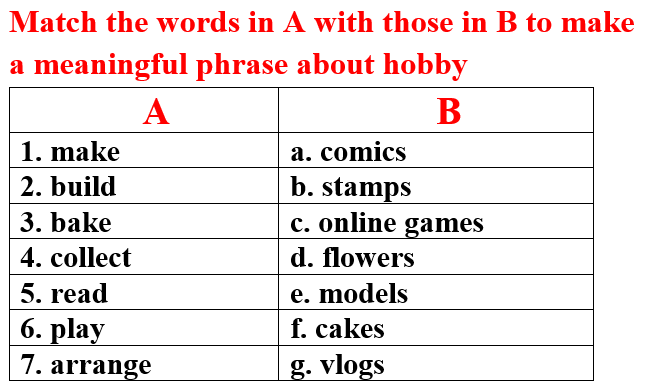 Match the words in A with those in B to make
a meaningful phrase about hobby
A B
1. make a. comics
2. build b. stamps
3. bake c. online games
4. collect d. flowers
5. read e. models
6. play f. cakes
7. arrange g. vlogs